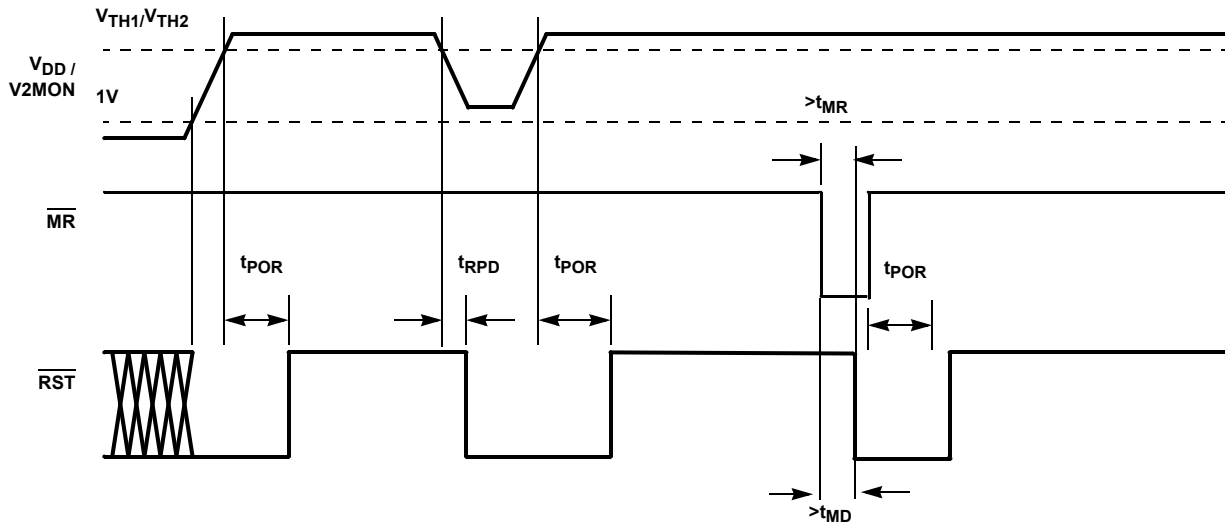 VTH1/VTH2
VDD /
V2MON
1V
>tMR
MR
tPOR
tRPD
tPOR
tPOR
RST
>tMD